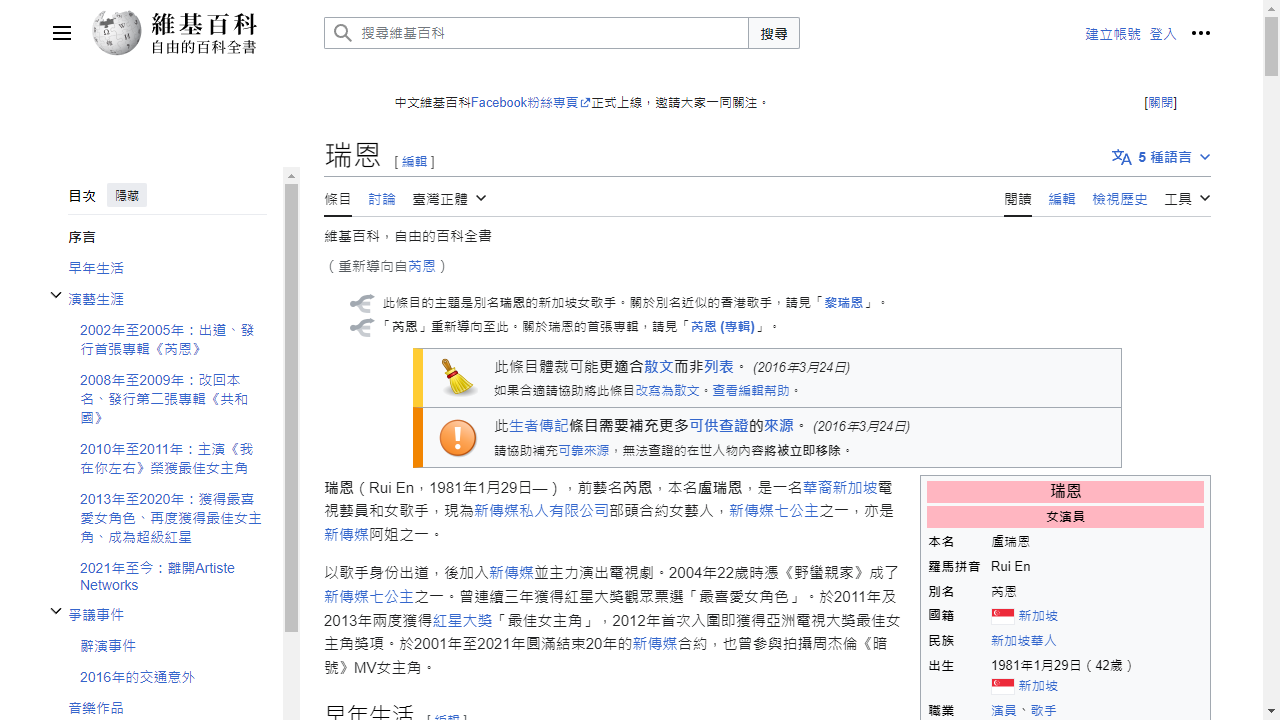 維基百科
自由的百科全書
搜尋維基百科
搜尋
建立帳號 登入
中文維基百科Facebook粉絲專頁正式上線，邀請大家一同關注。
[關閉]
瑞恩 [ 編輯 ]
5 種語言
條目 討論 臺灣正體
閱讀 編輯 檢視歷史 工具
目次 隱藏
序言
早年生活
演藝生涯
2002年至2005年：出道、發
行首張專輯《芮恩》
2008年至2009年：改回本
名、發行第二張專輯《共和
國》
2010年至2011年：主演《我
在你左右》榮獲最佳女主角
2013年至2020年：獲得最喜
愛女角色、再度獲得最佳女主
角、成為超級紅星
2021年至今：離開Artiste
Networks
爭議事件
辭演事件
2016年的交通意外
音樂作品
維基百科，自由的百科全書
（重新導向自芮恩）
此條目的主題是別名瑞恩的新加坡女歌手。關於別名近似的香港歌手，請見「黎瑞恩」。
「芮恩」重新導向至此。關於瑞恩的首張專輯，請見「芮恩 (專輯)」。
此條目體裁可能更適合散文而非列表。 (2016年3月24日)
如果合適請協助將此條目改寫為散文。查看編輯幫助。
此生者傳記條目需要補充更多可供查證的來源。 (2016年3月24日)
請協助補充可靠來源，無法查證的在世人物內容將被立即移除。
瑞恩（Rui En，1981年1月29日—），前藝名芮恩，本名盧瑞恩，是一名華裔新加坡電
視藝員和女歌手，現為新傳媒私人有限公司部頭合約女藝人，新傳媒七公主之一，亦是
新傳媒阿姐之一。
以歌手身份出道，後加入新傳媒並主力演出電視劇。2004年22歲時憑《野蠻親家》成了
新傳媒七公主之一。曾連續三年獲得紅星大獎觀眾票選「最喜愛女角色」。於2011年及
2013年兩度獲得紅星大獎「最佳女主角」，2012年首次入圍即獲得亞洲電視大獎最佳女
主角獎項。於2001年至2021年圓滿結束20年的新傳媒合約，也曾參與拍攝周杰倫《暗
號》MV女主角。
早年生活 [ 編輯 ]
瑞恩
女演員
本名 盧瑞恩
羅馬拼音 Rui En
別名 芮恩
國籍 新加坡
民族 新加坡華人
出生 1981年1月29日（42歲）
新加坡
職業 演員、歌手